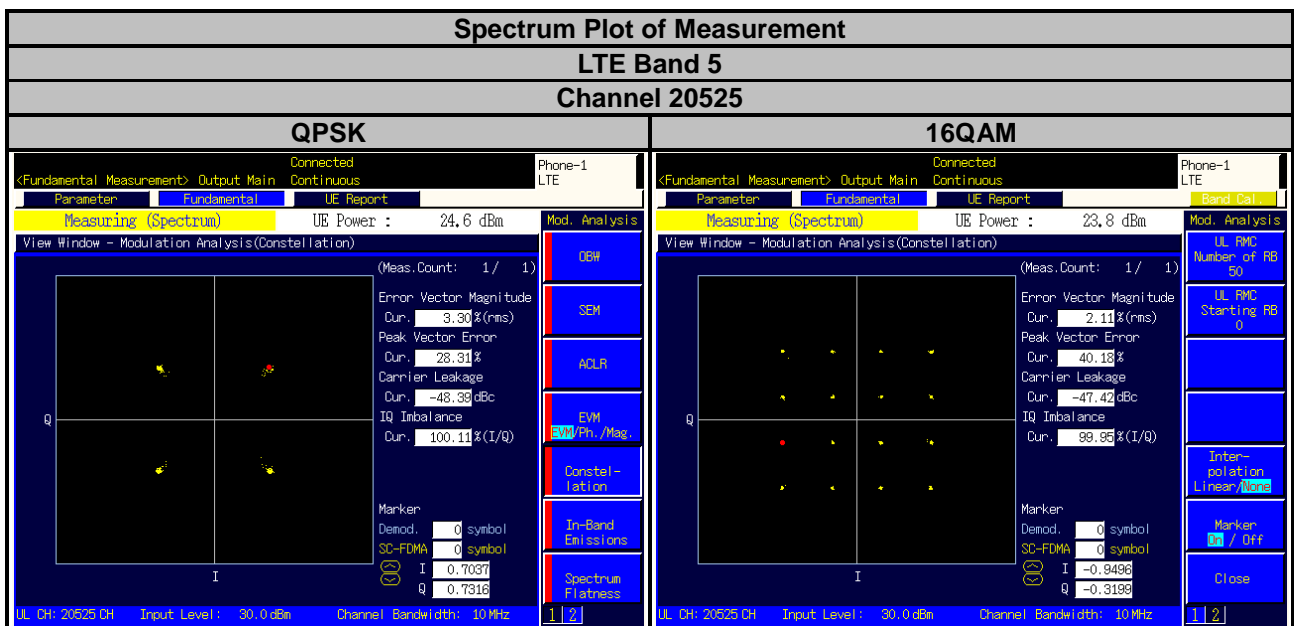 Spectrum Plot of Measurement
LTE Band 5
Channel 20525
QPSK
Connected
<Fundamental Measurement> Output Main Continuous
Phone-1
LTE
Parameter Fundamental UE Report
Measuring (Spectrum) UE Power : 24.6 dBm
Mod. Analysis
View Window - Modulation Analysis(Constellation)
(Meas.Count: 1/ 1)
Error Vector Magnitude
Cur. 3.30 %(rms)
Peak Vector Error
Cur. 28.31 %
Carrier Leakage
Cur. -48.39 dBc
IQ Imbalance
Cur. 100.11 %(I/Q)
Q
I
Marker
Demod. 0 symbol
SC-FDMA 0 symbol
I 0.7037
Q 0.7316
OBW
SEM
ACLR
EVM
EVM/Ph./Mag.
Constel-
lation
In-Band
Emissions
Spectrum
Flatness
UL CH: 20525 CH Input Level: 30.0 dBm Channel Bandwidth: 10 MHz
1 2
16QAM
Connected
<Fundamental Measurement> Output Main Continuous
Phone-1
LTE
Parameter Fundamental UE Report
Band Cal.
Measuring (Spectrum) UE Power : 23.8 dBm
Mod. Analysis
View Window - Modulation Analysis(Constellation)
(Meas.Count: 1/ 1)
Error Vector Magnitude
Cur. 2.11 %(rms)
Peak Vector Error
Cur. 40.18 %
Carrier Leakage
Cur. -47.42 dBc
IQ Imbalance
Cur. 99.95 %(I/Q)
Q
I
Marker
Demod. 0 symbol
SC-FDMA 0 symbol
I -0.9496
Q -0.3199
UL RMC
Number of RB
50
UL RMC
Starting RB
0
Inter-
polation
Linear/None
Marker
On / Off
Close
UL CH: 20525 CH Input Level: 30.0 dBm Channel Bandwidth: 10 MHz
1 2